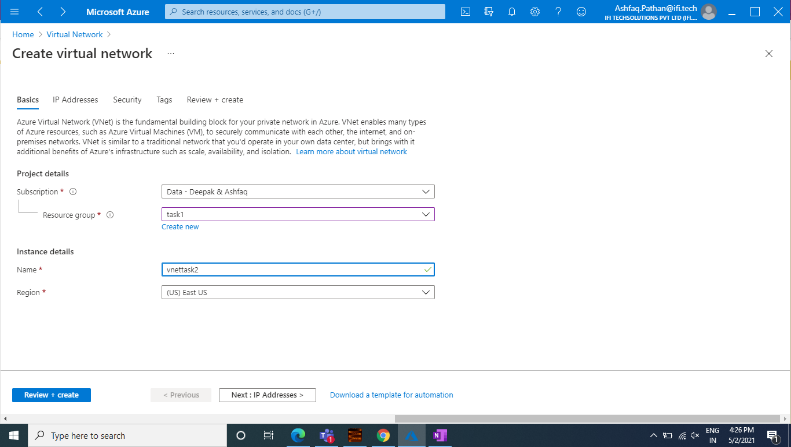 Microsoft Azure
Search resources, services, and docs (G+/)
Ashfaq.Pathan@ifi.tech
IFI TECHSOLUTIONS PVT LTD (IFI....
Home > Virtual Network >
Create virtual network ...
Basics IP Addresses Security Tags Review + create
Azure Virtual Network (VNet) is the fundamental building block for your private network in Azure. VNet enables many types
of Azure resources, such as Azure Virtual Machines (VM), to securely communicate with each other, the internet, and on-
premises networks. VNet is similar to a traditional network that you'd operate in your own data center, but brings with it
additional benefits of Azure's infrastructure such as scale, availability, and isolation. Learn more about virtual network
Project details
Subscription * Data - Deepak & Ashfaq
Resource group * task1
Create new
Instance details
Name * vnettask2
Region * (US) East US
Review + create < Previous Next : IP Addresses > Download a template for automation
Type here to search
ENG
IN
4:26 PM
5/2/2021